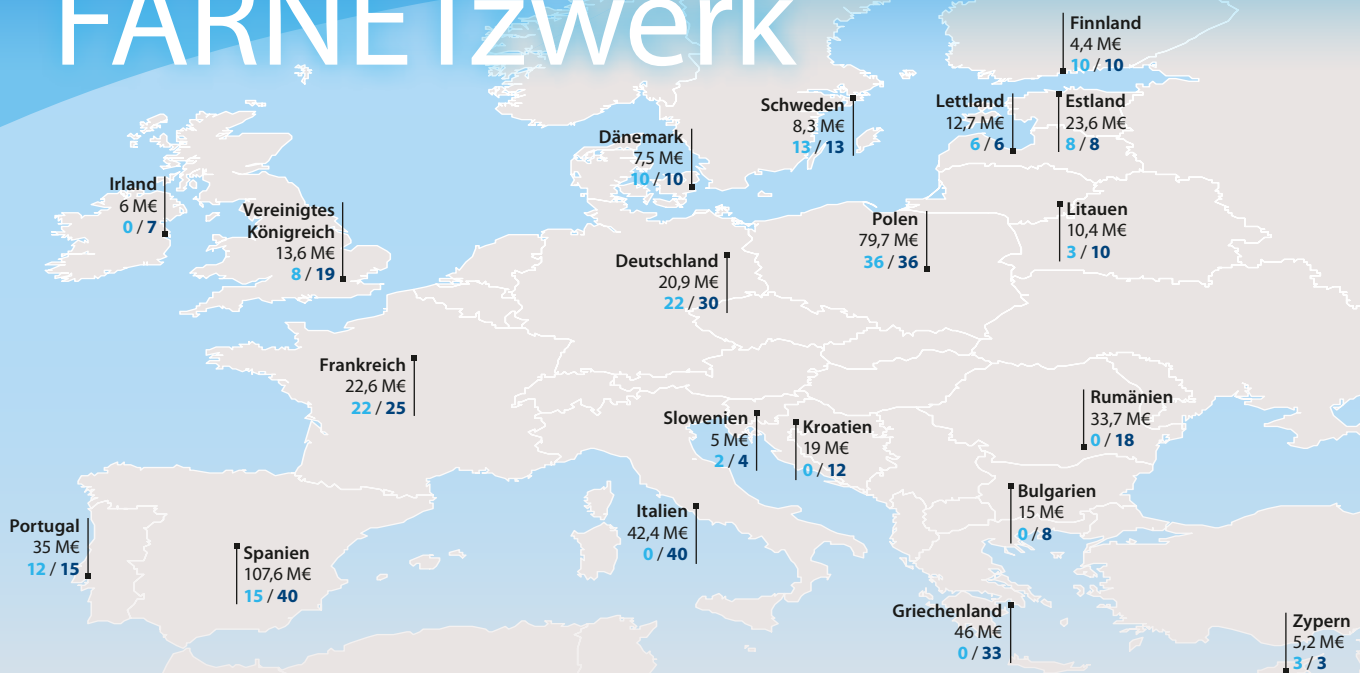 FARNETzwerk
Finnland
4,4 M€
10 / 10
Schweden
8,3 M€
13 / 13
Lettland
12,7 M€
6 / 6
Estland
23,6 M€
8 / 8
Dänemark
7,5 M€
10 / 10
Irland
6 M€
0 / 7
Vereinigtes
Königreich
13,6 M€
8 / 19
Polen
79,7 M€
36 / 36
Litauen
10,4 M€
3 / 10
Deutschland
20,9 M€
22 / 30
Frankreich
22,6 M€
22 / 25
Slowenien
5 M€
2 / 4
Kroatien
19 M€
0 / 12
Rumänien
33,7 M€
0 / 18
Bulgarien
15 M€
0 / 8
Italien
42,4 M€
0 / 40
Portugal
35 M€
12 / 15
Spanien
107,6 M€
15 / 40
Griechenland
46 M€
0 / 33
Zypern
5,2 M€
3 / 3